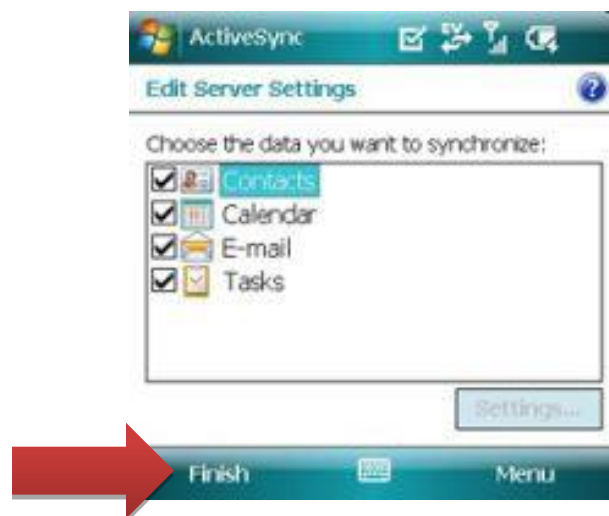 ActiveSync
Edit Server Settings
Choose the data you want to synchronize:
Contacts
Calendar
E-mail
Tasks
Settings...
Finish Menu